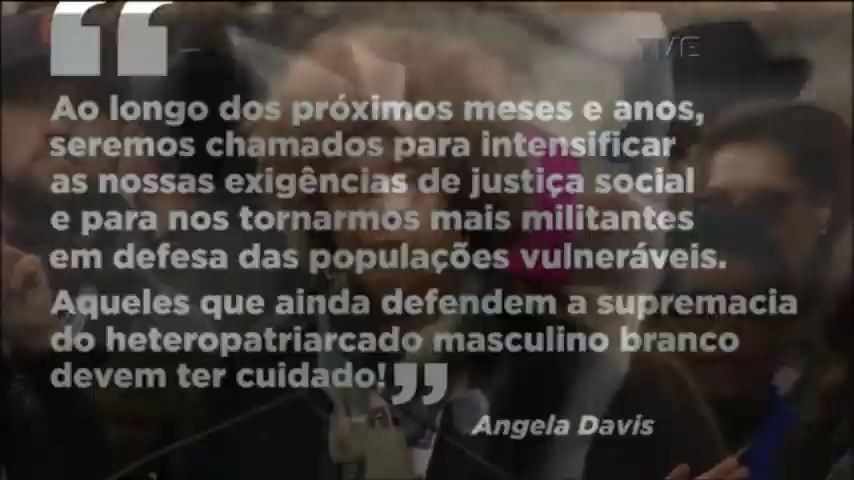 TVE
Ao longo dos próximos meses e anos,
seremos chamados para intensificar
as nossas exigências de justiça social
e para nos tornarmos mais militantes
em defesa das populações vulneráveis.
Aqueles que ainda defendem a supremacia
do heteropatriarcado masculino branco
devem ter cuidado!
Angela Davis